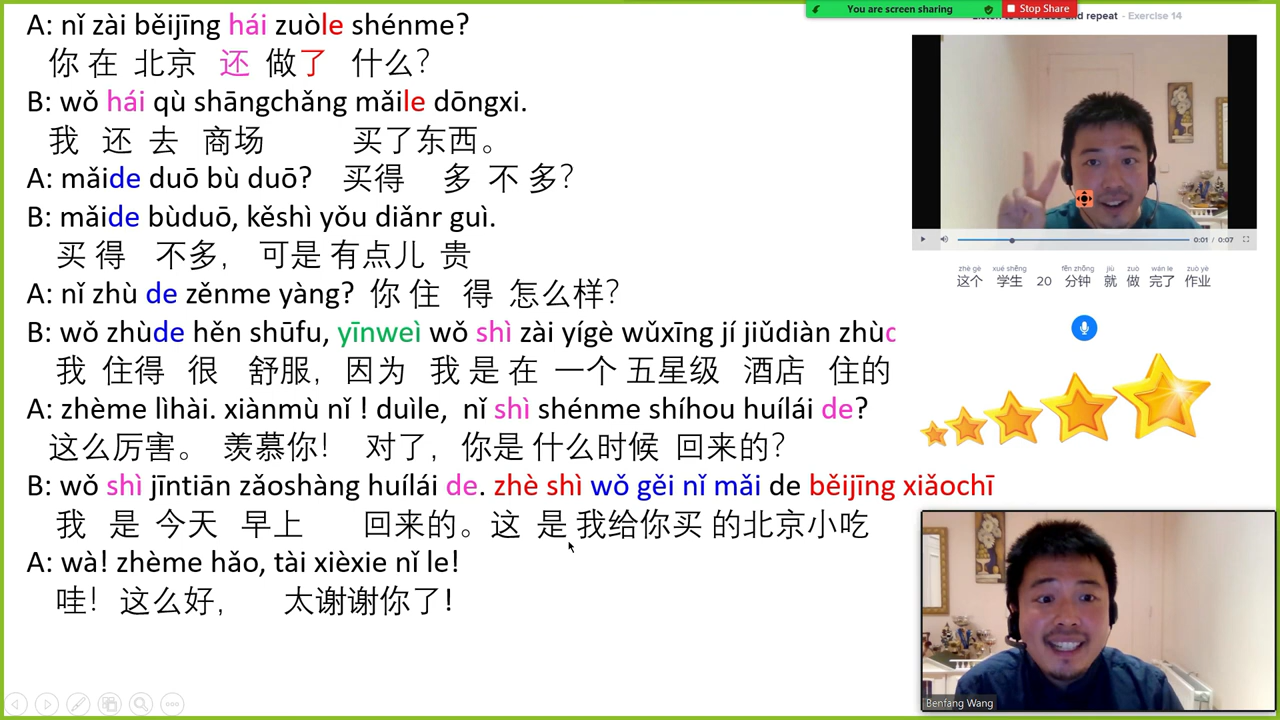 A: nǐ zài běijīng hái zuòle shénme?
你 在 北京 还 做了 什么?
B: wǒ hái qù shāngchǎng mǎile dōngxi.
我 还 去 商场 买了东西。
A: mǎide duō bù duō? 买得 多 不 多?
B: mǎide bùduō, kěshì yǒu diǎnr guì.
买 得 不多, 可是 有点儿 贵
A: nǐ zhù de zěnme yàng? 你 住 得 怎么样?
B: wǒ zhùde hěn shūfu, yīnweì wǒ shì zài yígè wǔxīng jí jiǔdiàn zhù
我 住得 很 舒服, 因为 我 是 在 一个 五星级 酒店 住的
A: zhème lìhài. xiànmù nǐ ! duìle, nǐ shì shénme shíhou huílái de?
这么厉害。 羡慕你! 对了, 你是 什么时候 回来的?
B: wǒ shì jīntiān zǎoshàng huílái de. zhè shì wǒ gěi nǐ mǎi de běijīng xiǎochī
我 是 今天 早上 回来的。这 是 我给你买 的北京小吃
A: wà! zhème hǎo, tài xièxie nǐ le!
哇! 这么好, 太谢谢你了!
You are screen sharing
Stop Share
and repeat - Exercise 14
0:01 / 0:07
zhè gè xué shēng fēn zhōng jiù zuò wán le zuò yè
这个 学生 20 分钟 就 做 完了 作业
Benfang Wang